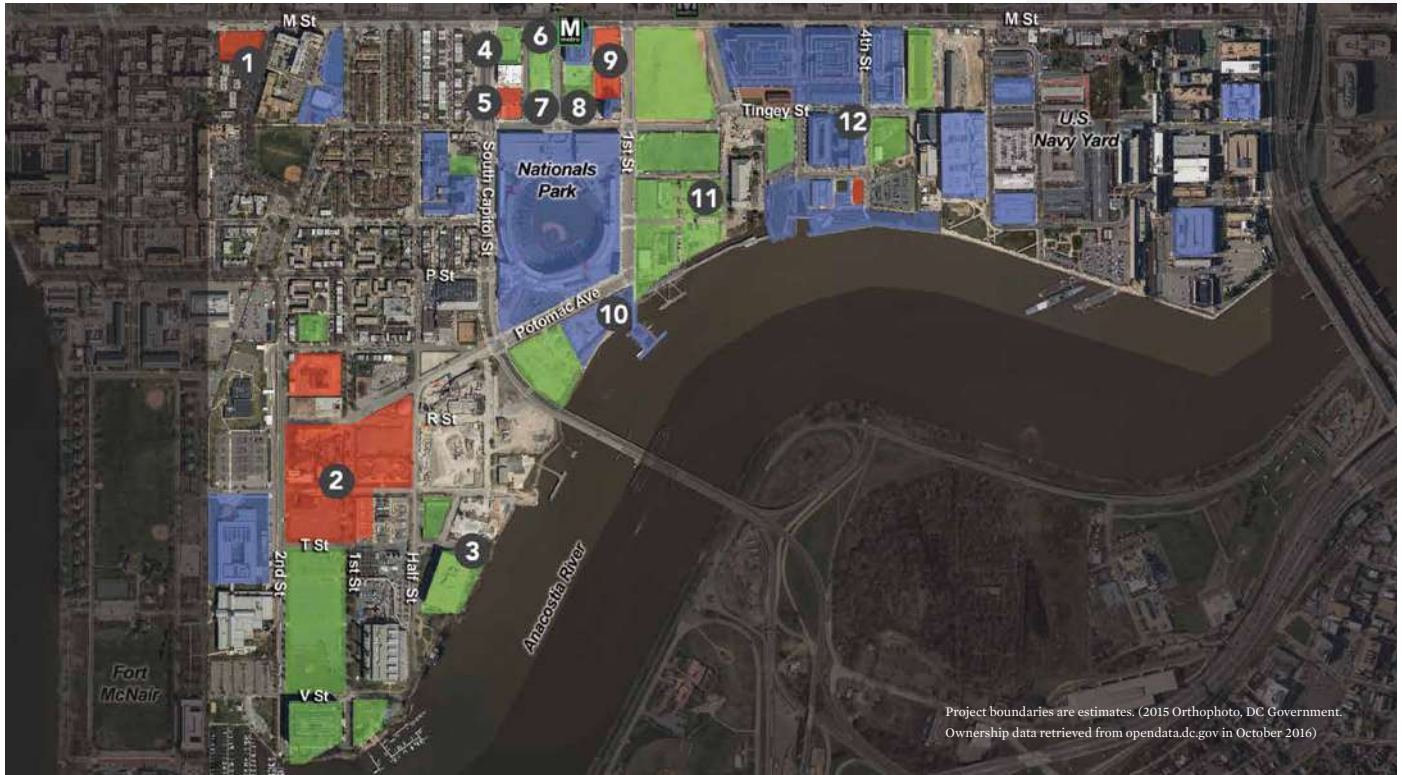 M St
M St
4
6
M
metro
9
1
5
7
8
4th St
Tingey St
12
U.S.
Navy Yard
1st St
South Capitol St
Nationals
Park
11
P St
Potomac Ave
10
R St
2
T St
3
2nd St
1st St
Half St
Anacostia River
Fort
McNair
V St
Project boundaries are estimates. (2015 Orthophoto, DC Government.
Ownership data retrieved from opendata.dc.gov in October 2016)